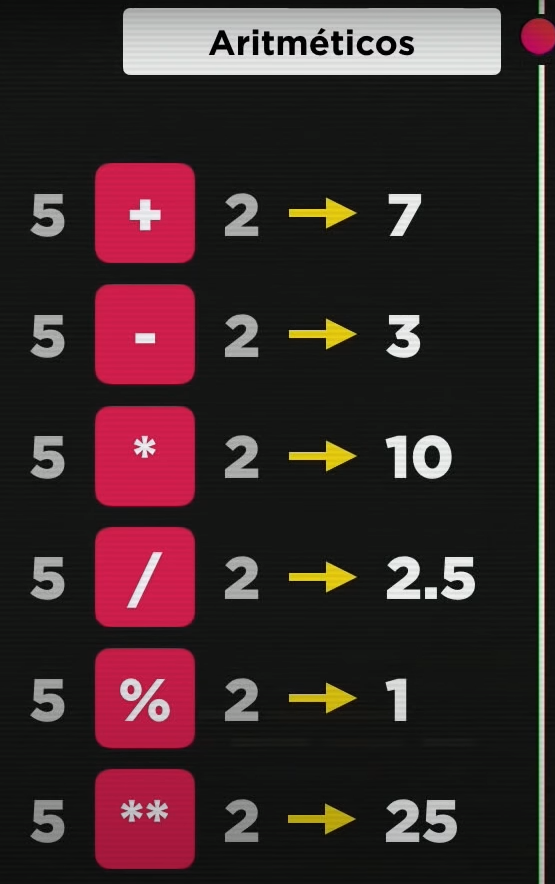 Aritméticos
5 + 2 → 7
5 - 2 → 3
5 * 2 → 10
5 / 2 → 2.5
5 % 2 → 1
5 ** 2 → 25